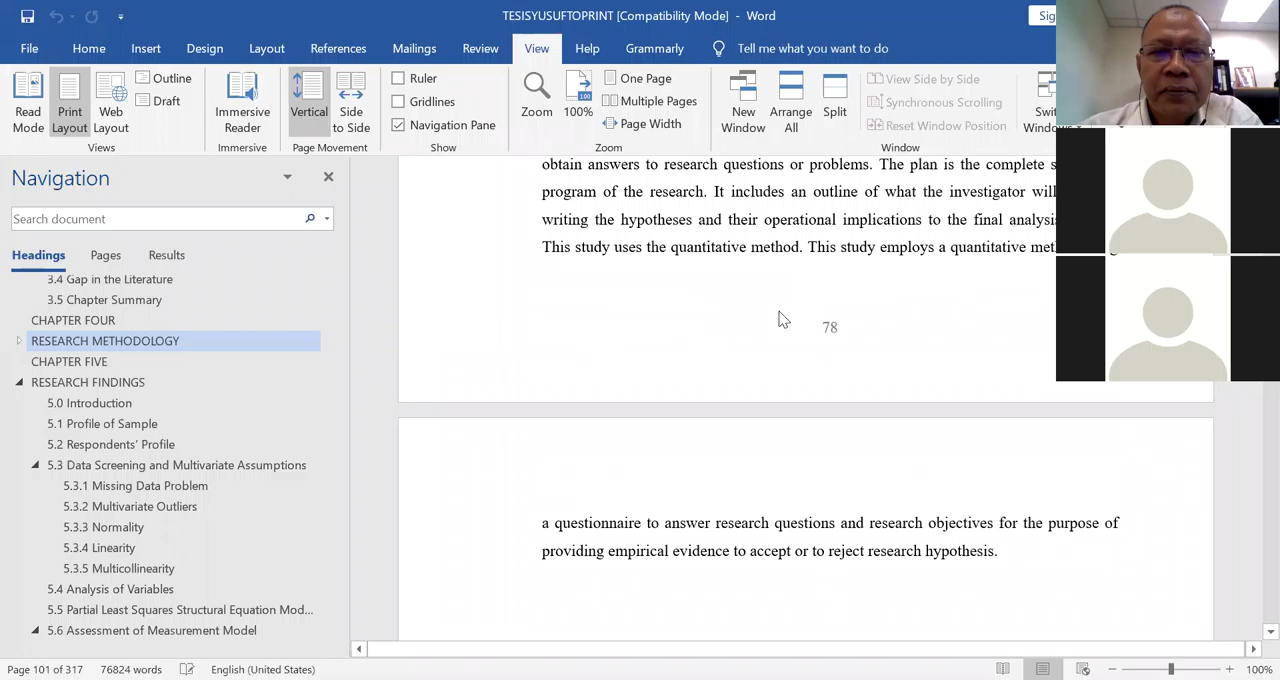 TESISYUSUFTOPRINT [Compatibility Mode] - Word
Sig
File Home Insert Design Layout References Mailings Review View Help Grammarly Tell me what you want to do
Read Mode
Print Layout
Web Layout
Outline
Draft
Views
Immersive Reader
Immersive
Vertical
Side to Side
Page Movement
Ruler
Gridlines
Navigation Pane
Show
Zoom
100
100%
One Page
Multiple Pages
Page Width
Zoom
New Window
Arrange All
Split
View Side by Side
Synchronous Scrolling
Reset Window Position
Window
Navigation
Search document
Headings Pages Results
3.4 Gap in the Literature
3.5 Chapter Summary
CHAPTER FOUR
RESEARCH METHODOLOGY
CHAPTER FIVE
RESEARCH FINDINGS
5.0 Introduction
5.1 Profile of Sample
5.2 Respondents' Profile
5.3 Data Screening and Multivariate Assumptions
5.3.1 Missing Data Problem
5.3.2 Multivariate Outliers
5.3.3 Normality
5.3.4 Linearity
5.3.5 Multicollinearity
5.4 Analysis of Variables
5.5 Partial Least Squares Structural Equation Mod...
5.6 Assessment of Measurement Model
obtain answers to research questions or problems. The plan is the complete s
program of the research. It includes an outline of what the investigator will
writing the hypotheses and their operational implications to the final analysis
This study uses the quantitative method. This study employs a quantitative met
78
a questionnaire to answer research questions and research objectives for the purpose of
providing empirical evidence to accept or to reject research hypothesis.
Page 101 of 317 76824 words English (United States) 100%